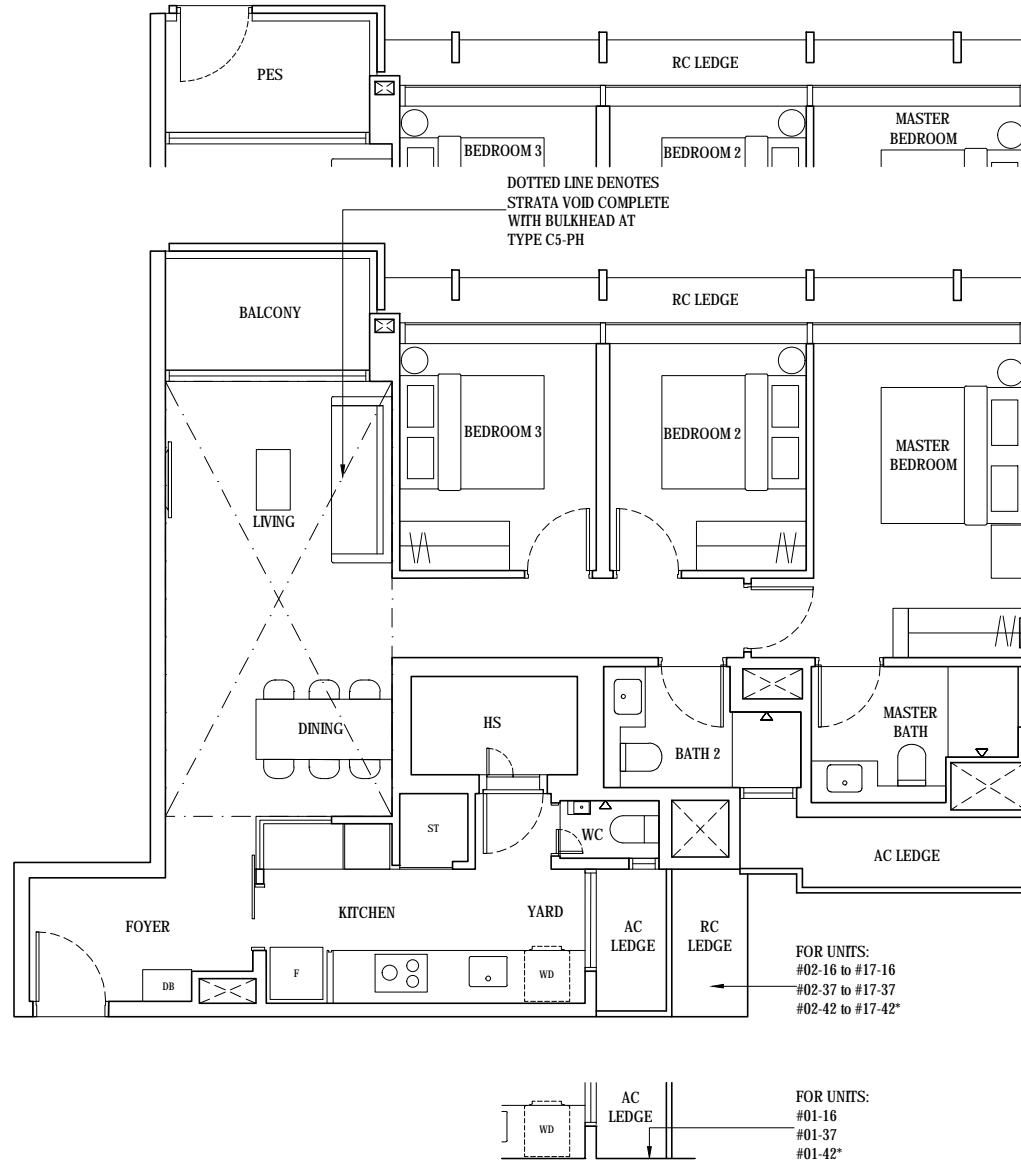 PES
RC LEDGE
MASTER
BEDROOM
BEDROOM 3
BEDROOM 2
DOTTED LINE DENOTES
STRATA VOID COMPLETE
WITH BULKHEAD AT
TYPE C5-PH
BALCONY
RC LEDGE
BEDROOM 3
BEDROOM 2
MASTER
BEDROOM
LIVING
DINING
HS
BATH 2
MASTER
BATH
ST
WC
AC LEDGE
FOYER
KITCHEN
YARD
AC
LEDGE
RC
LEDGE
F
DB
WD
FOR UNITS:
#02-16 to #17-16
#02-37 to #17-37
#02-42 to #17-42*
AC
LEDGE
WD
FOR UNITS:
#01-16
#01-37
#01-42*